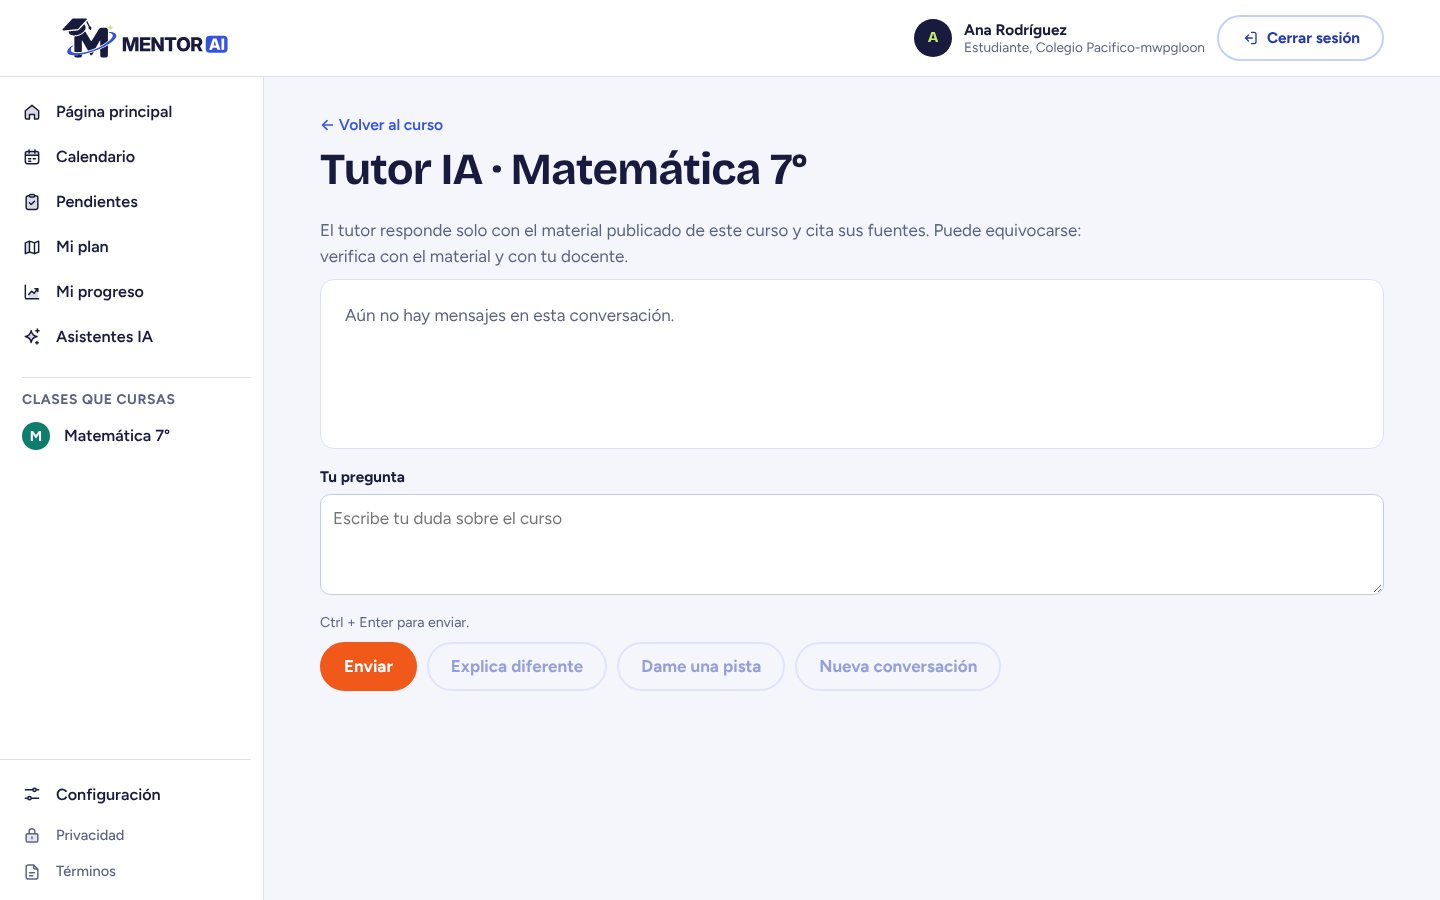 MENTOR AI
A
Ana Rodríguez
Estudiante, Colegio Pacifico-mwpgloon
Cerrar sesión
Página principal
Calendario
Pendientes
Mi plan
Mi progreso
Asistentes IA
CLASES QUE CURSAS
M Matemática 7°
Configuración
Privacidad
Términos
← Volver al curso
Tutor IA · Matemática 7°
El tutor responde solo con el material publicado de este curso y cita sus fuentes. Puede equivocarse:
verifica con el material y con tu docente.
Aún no hay mensajes en esta conversación.
Tu pregunta
Escribe tu duda sobre el curso
Ctrl + Enter para enviar.
Enviar
Explica diferente
Dame una pista
Nueva conversación